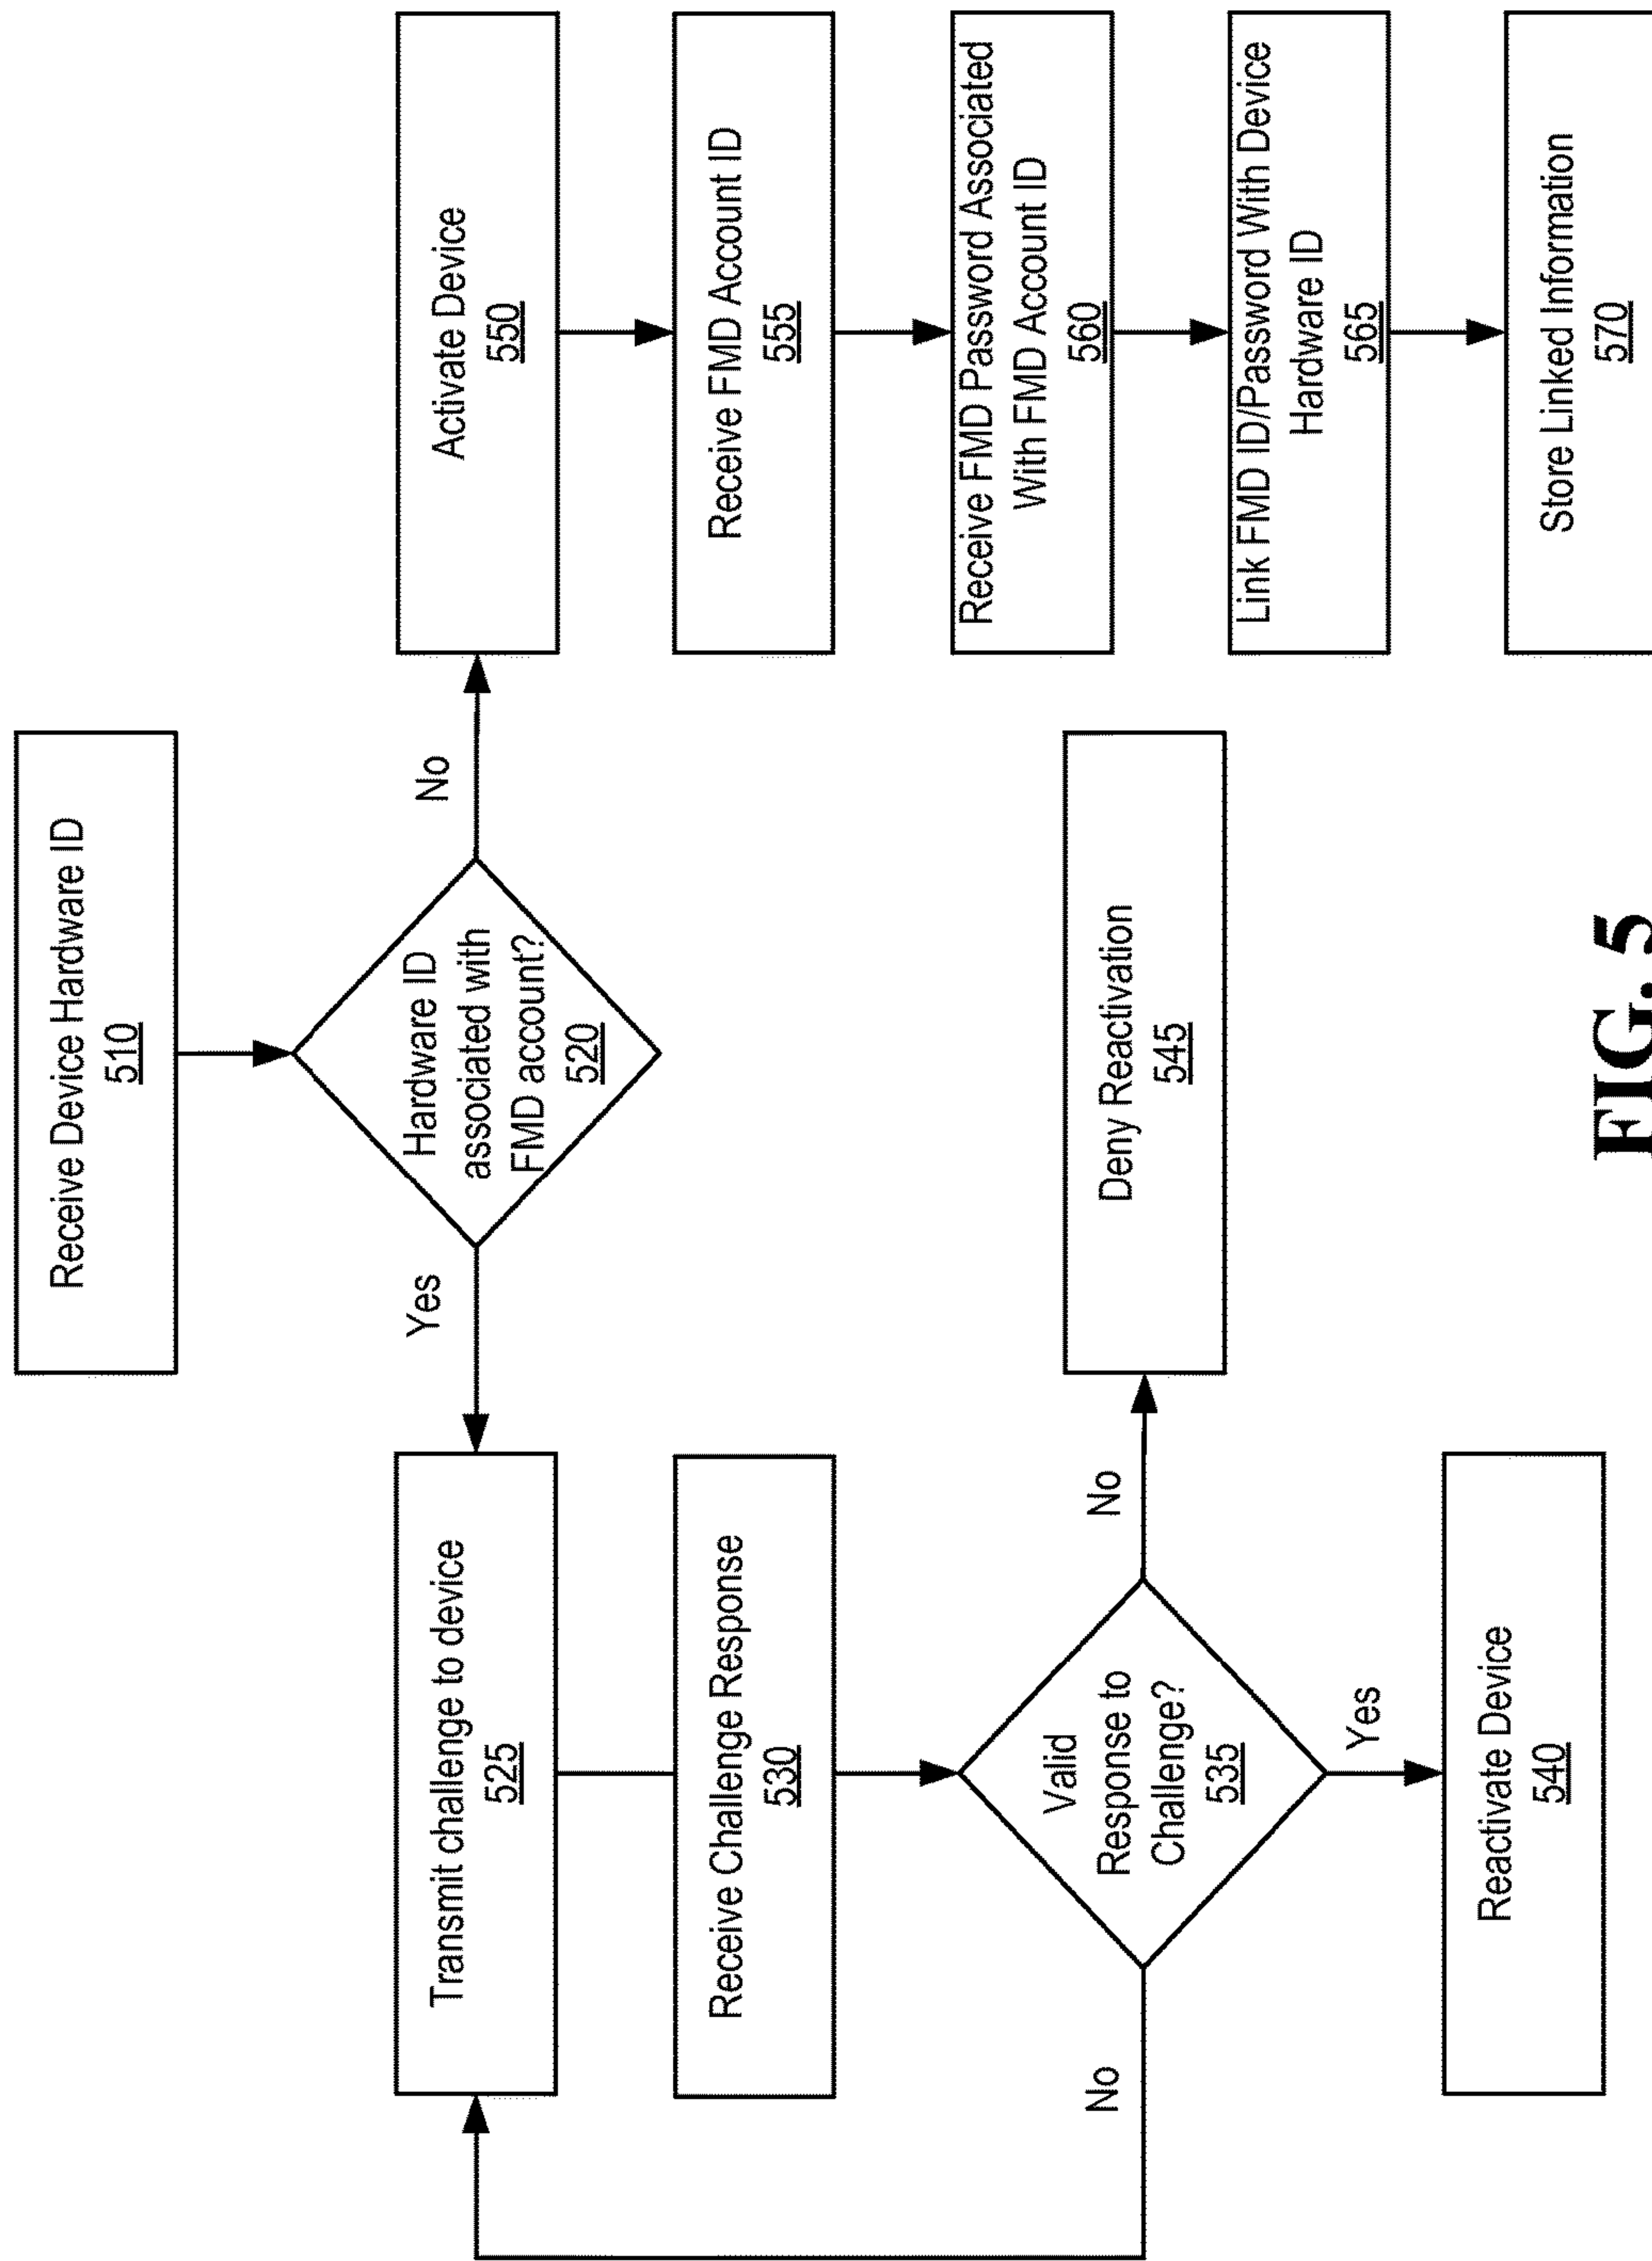 Receive Device Hardware ID
510
Hardware ID
associated with
FMD account?
520
Yes
No
Transmit challenge to device
525
Receive Challenge Response
530
Valid
Response to
Challenge?
535
No
No
Yes
Deny Reactivation
545
Reactivate Device
540
Activate Device
550
Receive FMD Account ID
555
Receive FMD Password Associated
With FMD Account ID
560
Link FMD ID/Password With Device
Hardware ID
565
Store Linked Information
570
FIG. 5